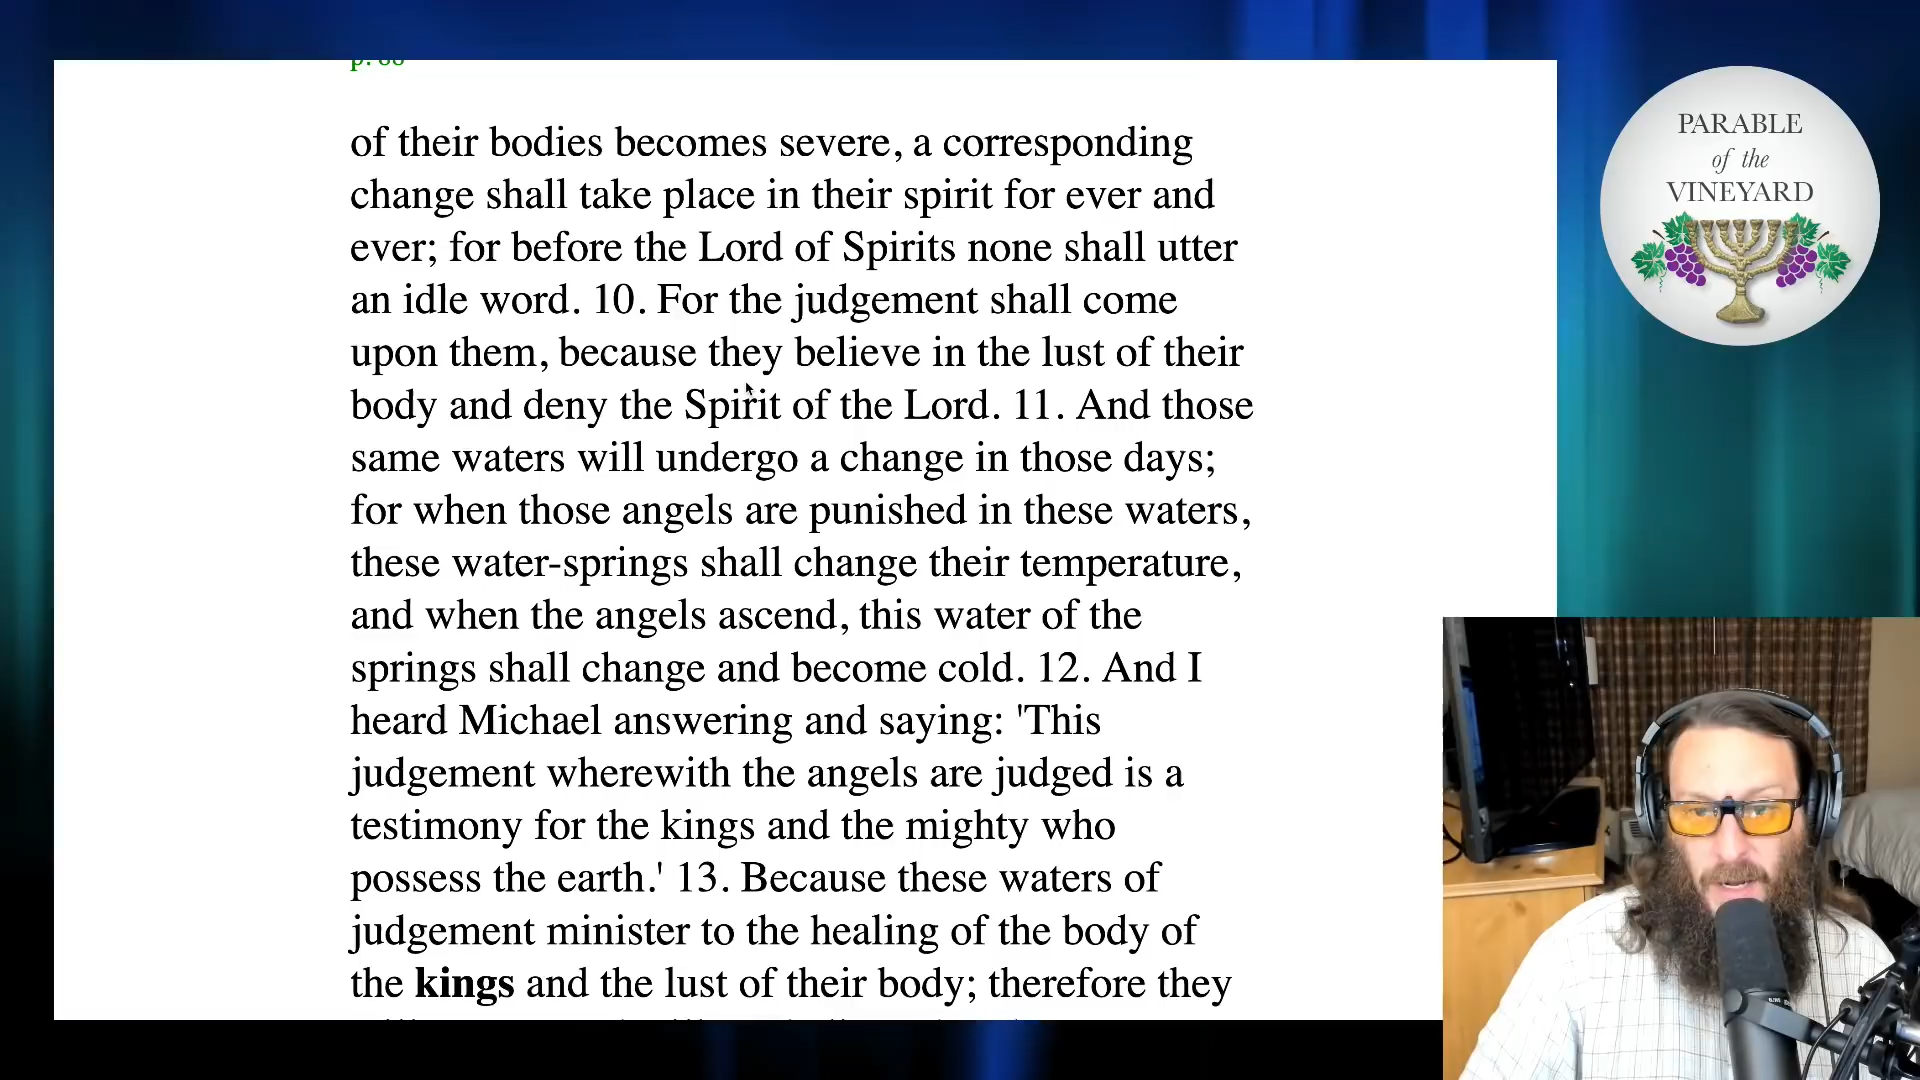 of their bodies becomes severe, a corresponding
change shall take place in their spirit for ever and
ever; for before the Lord of Spirits none shall utter
an idle word. 10. For the judgement shall come
upon them, because they believe in the lust of their
body and deny the Spirit of the Lord. 11. And those
same waters will undergo a change in those days;
for when those angels are punished in these waters,
these water-springs shall change their temperature,
and when the angels ascend, this water of the
springs shall change and become cold. 12. And I
heard Michael answering and saying: 'This
judgement wherewith the angels are judged is a
testimony for the kings and the mighty who
possess the earth.' 13. Because these waters of
judgement minister to the healing of the body of
the kings and the lust of their body; therefore they
PARABLE
of the
VINEYARD